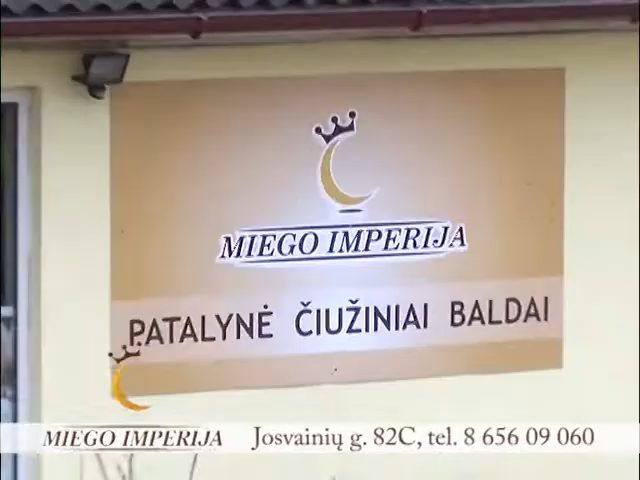 MIEGO IMPERIJA
PATALYNĖ ČIUŽINIAI BALDAI
MIEGO IMPERIJA Josvainių g. 82C, tel. 8 656 09 060